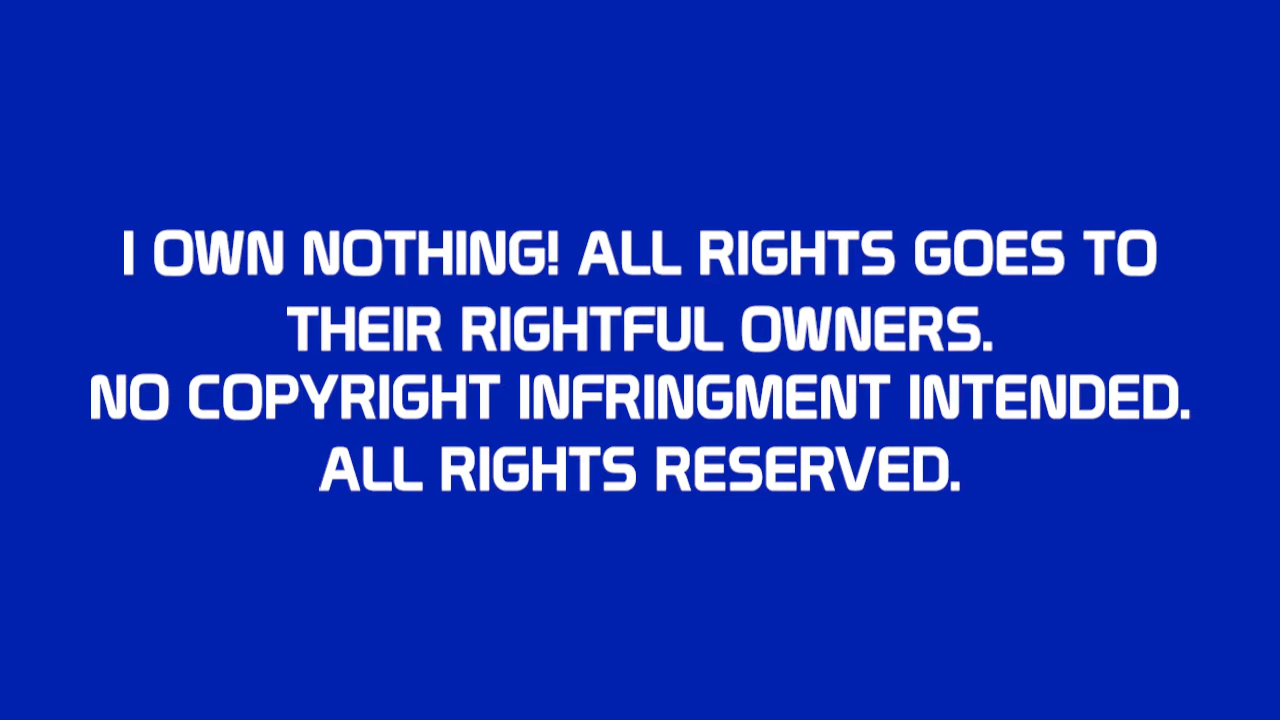 I OWN NOTHING! ALL RIGHTS GOES TO
THEIR RIGHTFUL OWNERS.
NO COPYRIGHT INFRINGMENT INTENDED.
ALL RIGHTS RESERVED.